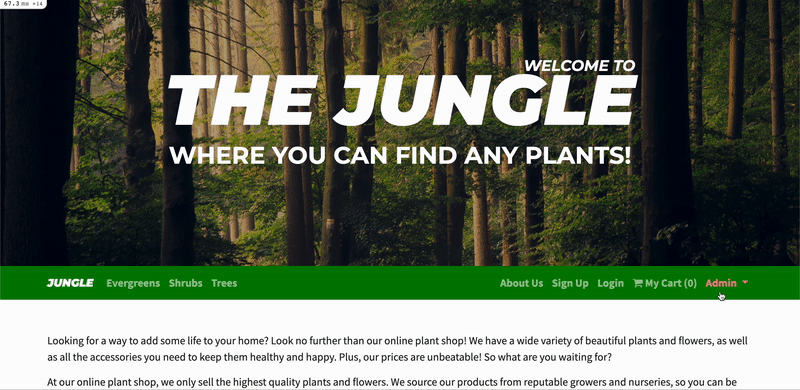 67.3 ms ×14
WELCOME TO
THE JUNGLE
WHERE YOU CAN FIND ANY PLANTS!
JUNGLE Evergreens Shrubs Trees About Us Sign Up Login My Cart (0) Admin
Looking for a way to add some life to your home? Look no further than our online plant shop! We have a wide variety of beautiful plants and flowers, as well
as all the accessories you need to keep them healthy and happy. Plus, our prices are unbeatable! So what are you waiting for?
At our online plant shop, we only sell the highest quality plants and flowers. We source our products from reputable growers and nurseries, so you can be